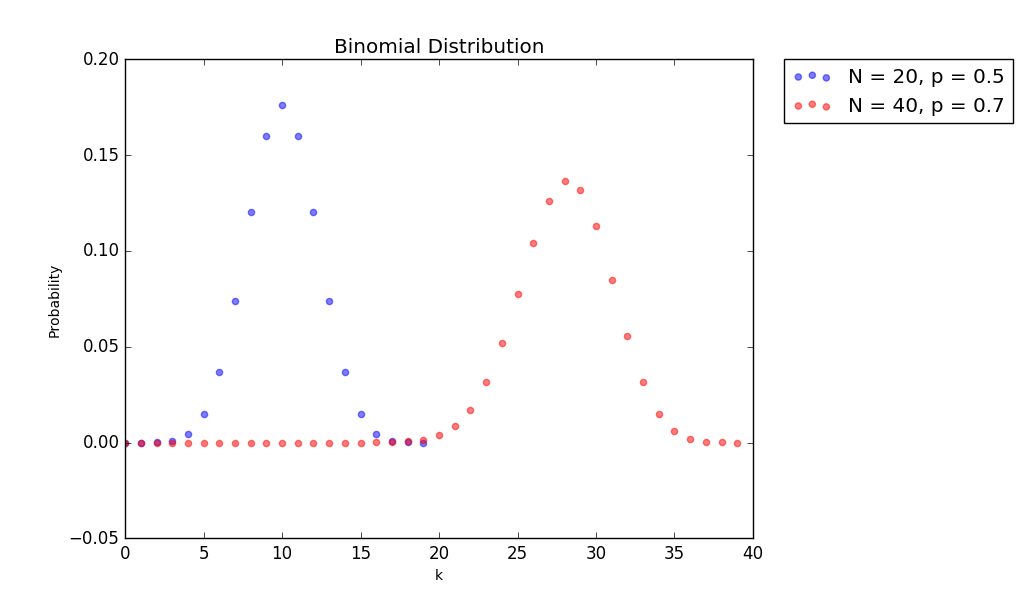 Binomial Distribution
N = 20, p = 0.5
N = 40, p = 0.7
0.20
0.15
0.10
0.05
0.00
−0.05
Probability
0 5 10 15 20 25 30 35 40
k